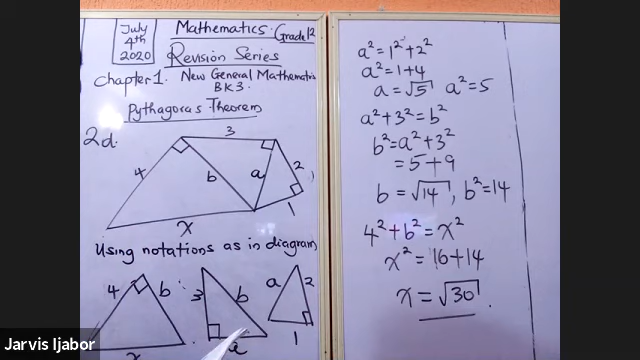 July
4th
2020
Mathematics Grade 12
Revision Series
Chapter 1. New General Mathematics
BK 3.
Pythagoras Theorem
2d.
3
4
b
a
2
1
x
Using notations as in diagram
4
b
x
3
b
a
a
2
1
a² = 1² + 2²
a² = 1 + 4
a = √5 a² = 5
a² + 3² = b²
b² = a² + 3²
= 5 + 9
b = √14 , b² = 14
4² + b² = x²
x² = 16 + 14
x = √30 .
Jarvis Ijabor